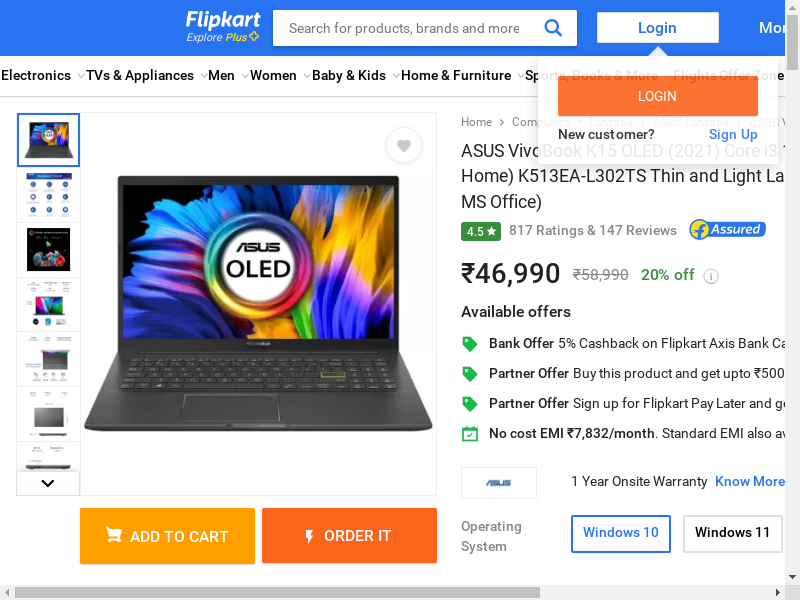 Flipkart
Explore Plus
Search for products, brands and more
Login
Mor
Electronics
TVs & Appliances
Men
Women
Baby & Kids
Home & Furniture
Sports, Books & More
Flights
Offer Zone
LOGIN
New customer? Sign Up
Home
Computers
Laptops
ASUS Laptops
ASUS V
ASUS VivoBook K15 OLED (2021) Core i3 1
Home) K513EA-L302TS Thin and Light La
MS Office)
4.5 817 Ratings & 147 Reviews
Assured
₹46,990 ₹58,990 20% off
Available offers
Bank Offer 5% Cashback on Flipkart Axis Bank Ca
Partner Offer Buy this product and get upto ₹500
Partner Offer Sign up for Flipkart Pay Later and ge
No cost EMI ₹7,832/month. Standard EMI also av
ASUS
OLED
ASUS
1 Year Onsite Warranty Know More
ADD TO CART
ORDER IT
Operating
System
Windows 10
Windows 11